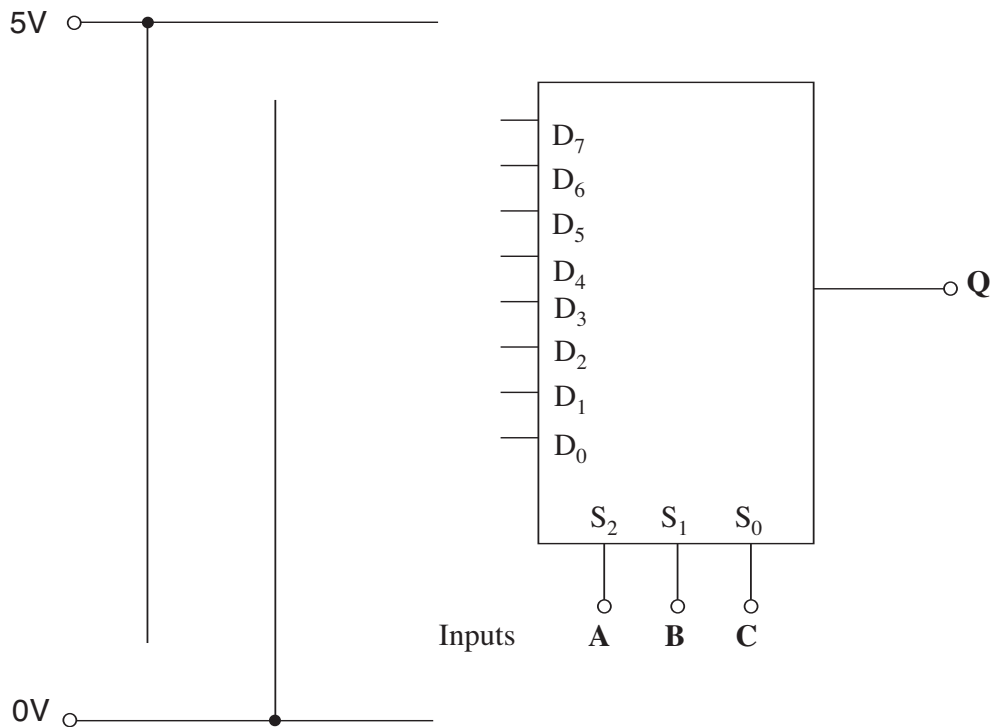 5V
D₇
D₆
D₅
D₄
D₃
D₂
D₁
D₀
Q
S₂ S₁ S₀
Inputs A B C
0V